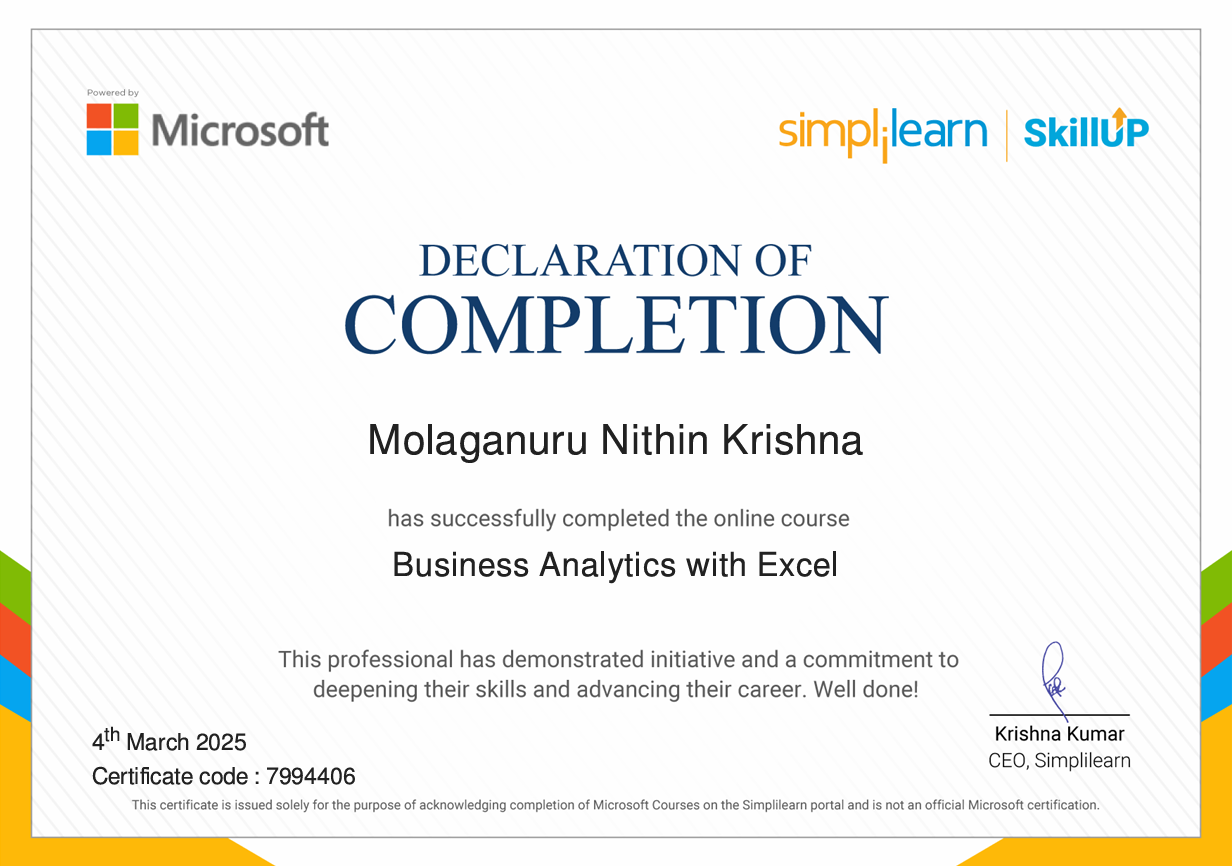 Powered by
Microsoft
simplilearn | SkillUP
DECLARATION OF
COMPLETION
Molaganuru Nithin Krishna
has successfully completed the online course
Business Analytics with Excel
This professional has demonstrated initiative and a commitment to
deepening their skills and advancing their career. Well done!
4th March 2025
Certificate code : 7994406
Krishna Kumar
CEO, Simplilearn
This certificate is issued solely for the purpose of acknowledging completion of Microsoft Courses on the Simplilearn portal and is not an official Microsoft certification.